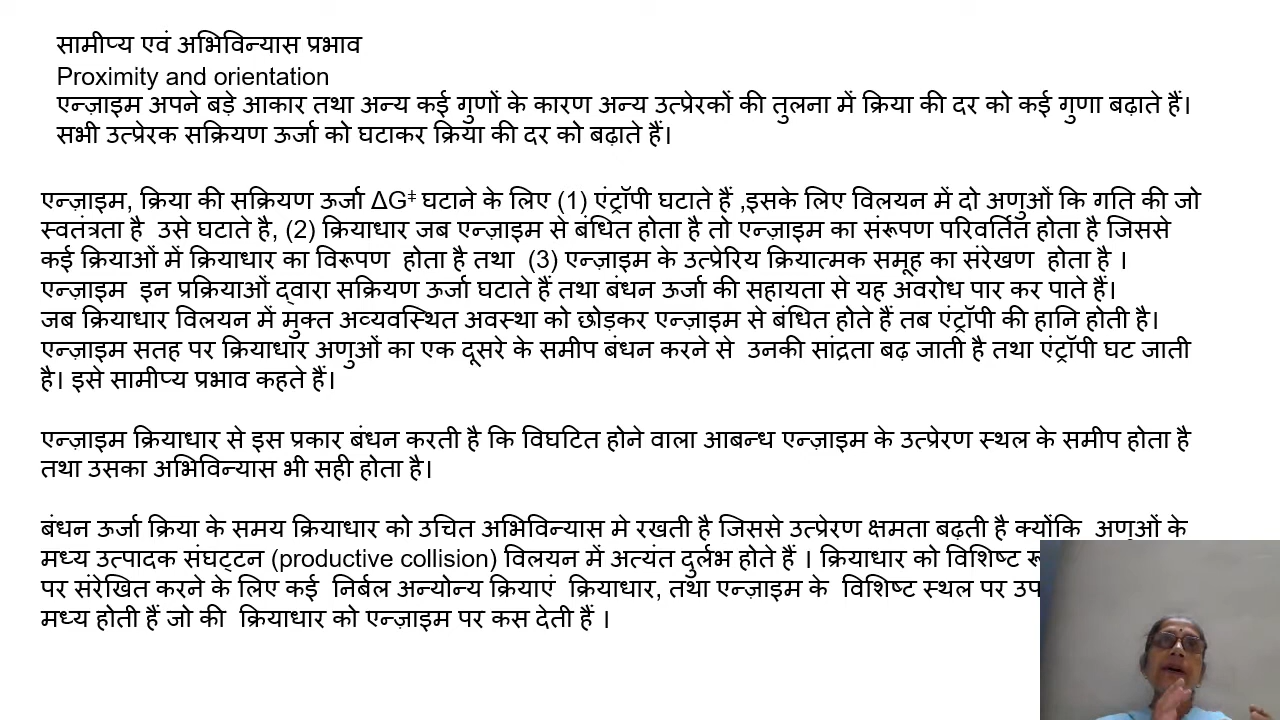 सामीप्य एवं अभिविन्यास प्रभाव
Proximity and orientation
एन्ज़ाइम अपने बड़े आकार तथा अन्य कई गुणों के कारण अन्य उत्प्रेरकों की तुलना में क्रिया की दर को कई गुणा बढ़ाते हैं।
सभी उत्प्रेरक सक्रियण ऊर्जा को घटाकर क्रिया की दर को बढ़ाते हैं।
एन्ज़ाइम, क्रिया की सक्रियण ऊर्जा ΔG‡ घटाने के लिए (1) एंट्रॉपी घटाते हैं ,इसके लिए विलयन में दो अणुओं कि गति की जो
स्वतंत्रता है उसे घटाते है, (2) क्रियाधार जब एन्ज़ाइम से बंधित होता है तो एन्ज़ाइम का संरूपण परिवर्तित होता है जिससे
कई क्रियाओं में क्रियाधार का विरूपण होता है तथा (3) एन्ज़ाइम के उत्प्रेरिय क्रियात्मक समूह का संरेखण होता है ।
एन्ज़ाइम इन प्रक्रियाओं द्वारा सक्रियण ऊर्जा घटाते हैं तथा बंधन ऊर्जा की सहायता से यह अवरोध पार कर पाते हैं।
जब क्रियाधार विलयन में मुक्त अव्यवस्थित अवस्था को छोड़कर एन्ज़ाइम से बंधित होते हैं तब एंट्रॉपी की हानि होती है।
एन्ज़ाइम सतह पर क्रियाधार अणुओं का एक दूसरे के समीप बंधन करने से उनकी सांद्रता बढ़ जाती है तथा एंट्रॉपी घट जाती
है। इसे सामीप्य प्रभाव कहते हैं।
एन्ज़ाइम क्रियाधार से इस प्रकार बंधन करती है कि विघटित होने वाला आबन्ध एन्ज़ाइम के उत्प्रेरण स्थल के समीप होता है
तथा उसका अभिविन्यास भी सही होता है।
बंधन ऊर्जा क्रिया के समय क्रियाधार को उचित अभिविन्यास मे रखती है जिससे उत्प्रेरण क्षमता बढ़ती है क्योंकि अणुओं के
मध्य उत्पादक संघट्टन (productive collision) विलयन में अत्यंत दुर्लभ होते हैं । क्रियाधार को विशिष्ट
पर संरेखित करने के लिए कई निर्बल अन्योन्य क्रियाएं क्रियाधार, तथा एन्ज़ाइम के विशिष्ट स्थल पर
मध्य होती हैं जो की क्रियाधार को एन्ज़ाइम पर कस देती हैं ।